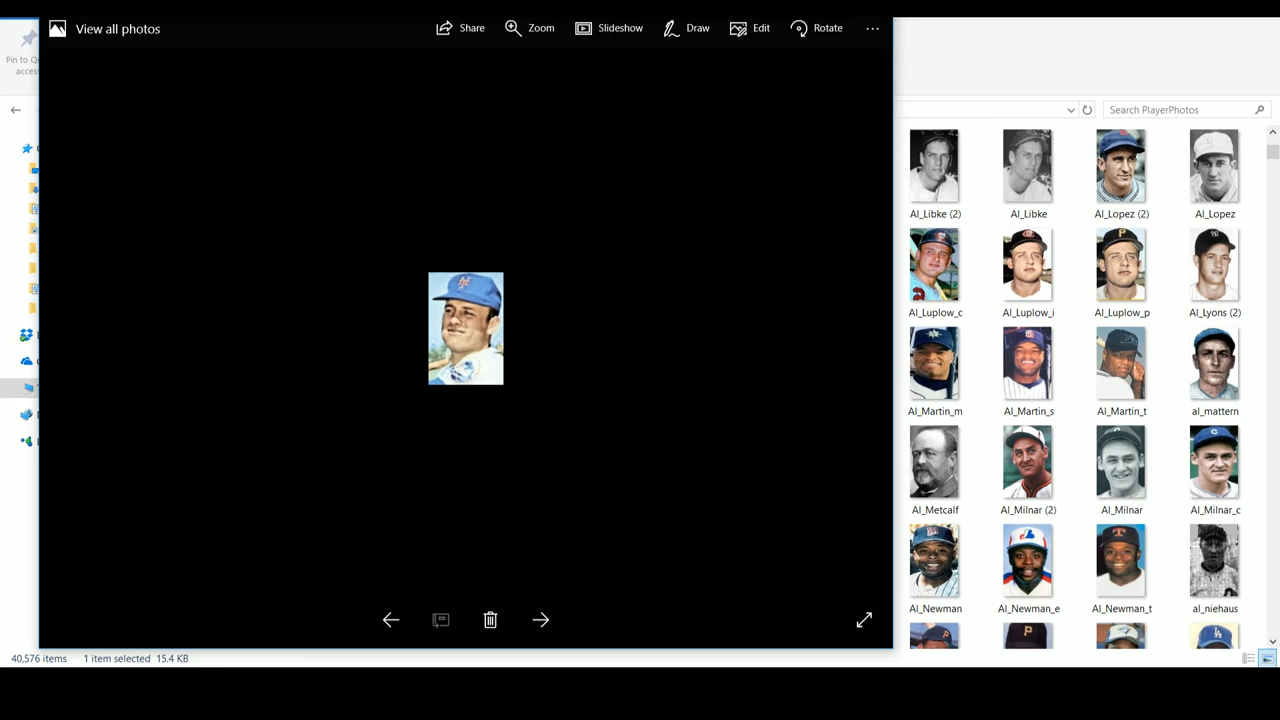 View all photos
Share
Zoom
Slideshow
Draw
Edit
Rotate
Search PlayerPhotos
Al_Libke (2)
Al_Libke
Al_Lopez (2)
Al_Lopez
Al_Luplow_c
Al_Luplow_i
Al_Luplow_p
Al_Lyons (2)
Al_Martin_m
Al_Martin_s
Al_Martin_t
al_mattern
Al_Metcalf
Al_Milnar (2)
Al_Milnar
Al_Milnar_c
Al_Newman
Al_Newman_e
Al_Newman_t
al_niehaus
40,576 items 1 item selected 15.4 KB